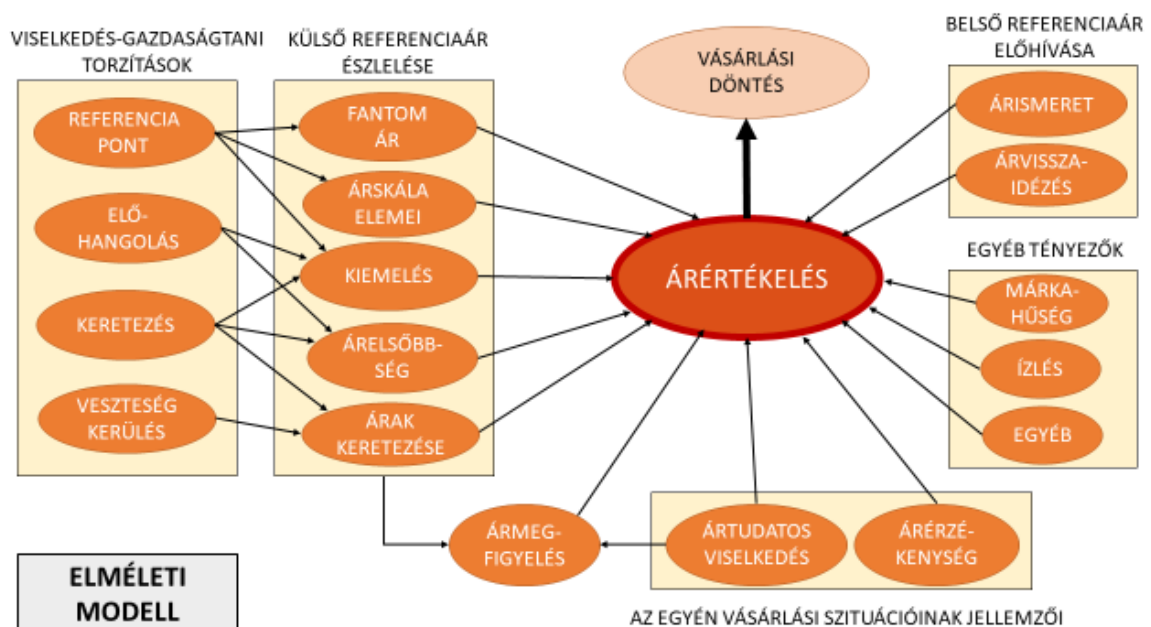 VISELKEDÉS-GAZDASÁGTANI
TORZÍTÁSOK
REFERENCIA
PONT
ELŐ-
HANGOLÁS
KERETEZÉS
VESZTESÉG
KERÜLÉS
KÜLSŐ REFERENCIAÁR
ÉSZLELÉSE
FANTOM
ÁR
ÁRSKÁLA
ELEMEI
KIEMELÉS
ÁRELSŐBB-
SÉG
ÁRAK
KERETEZÉSE
VÁSÁRLÁSI
DÖNTÉS
ÁRÉRTÉKELÉS
BELSŐ REFERENCIAÁR
ELŐHÍVÁSA
ÁRISMERET
ÁRVISSZA-
IDÉZÉS
EGYÉB TÉNYEZŐK
MÁRKA-
HŰSÉG
ÍZLÉS
EGYÉB
ÁRMEG-
FIGYELÉS
ÁRTUDATOS
VISELKEDÉS
ÁRÉRZÉ-
KENYSÉG
AZ EGYÉN VÁSÁRLÁSI SZITUÁCIÓINAK JELLEMZŐI
ELMÉLETI
MODELL